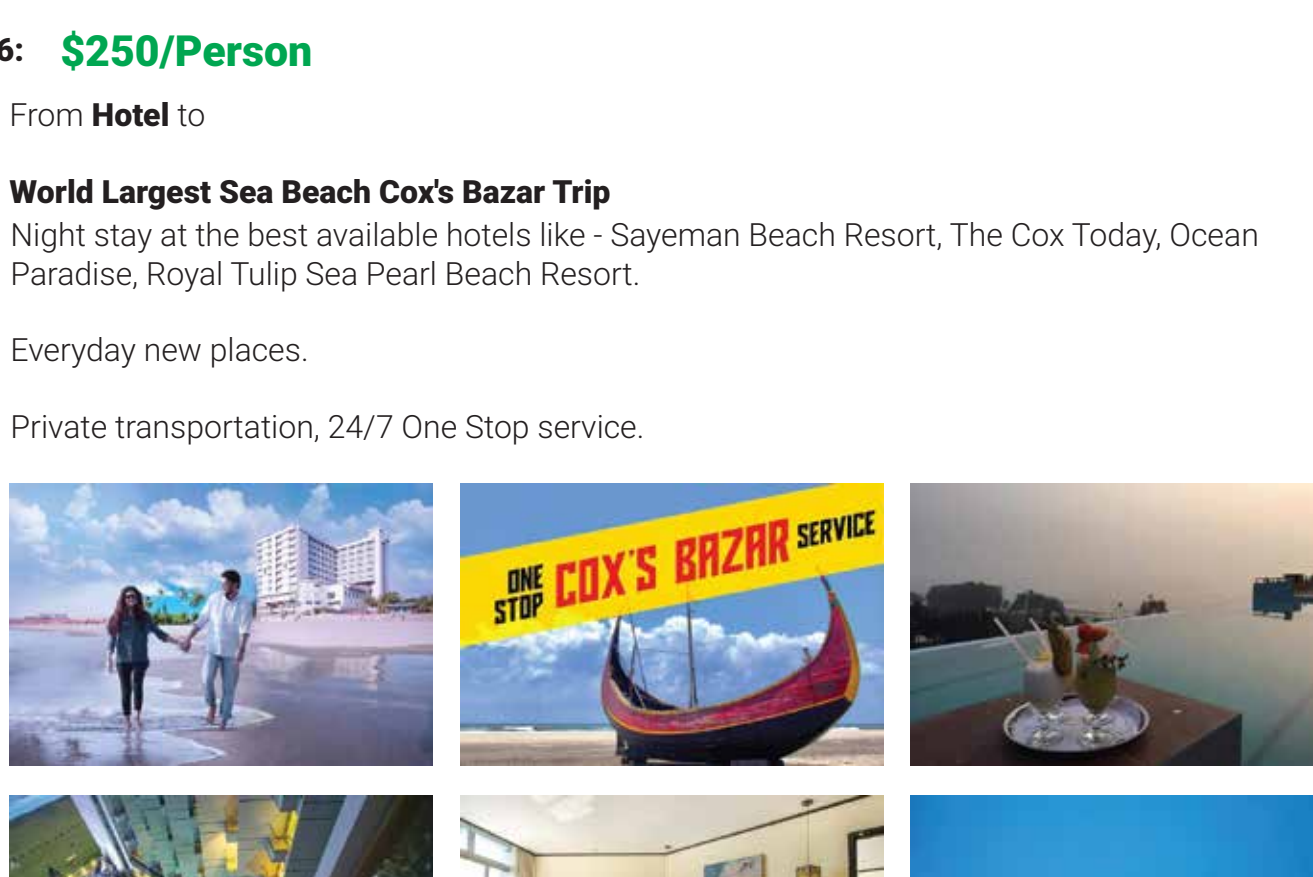 6: $250/Person
From Hotel to
World Largest Sea Beach Cox's Bazar Trip
Night stay at the best available hotels like - Sayeman Beach Resort, The Cox Today, Ocean
Paradise, Royal Tulip Sea Pearl Beach Resort.
Everyday new places.
Private transportation, 24/7 One Stop service.
ONE STOP COX'S BAZAR SERVICE